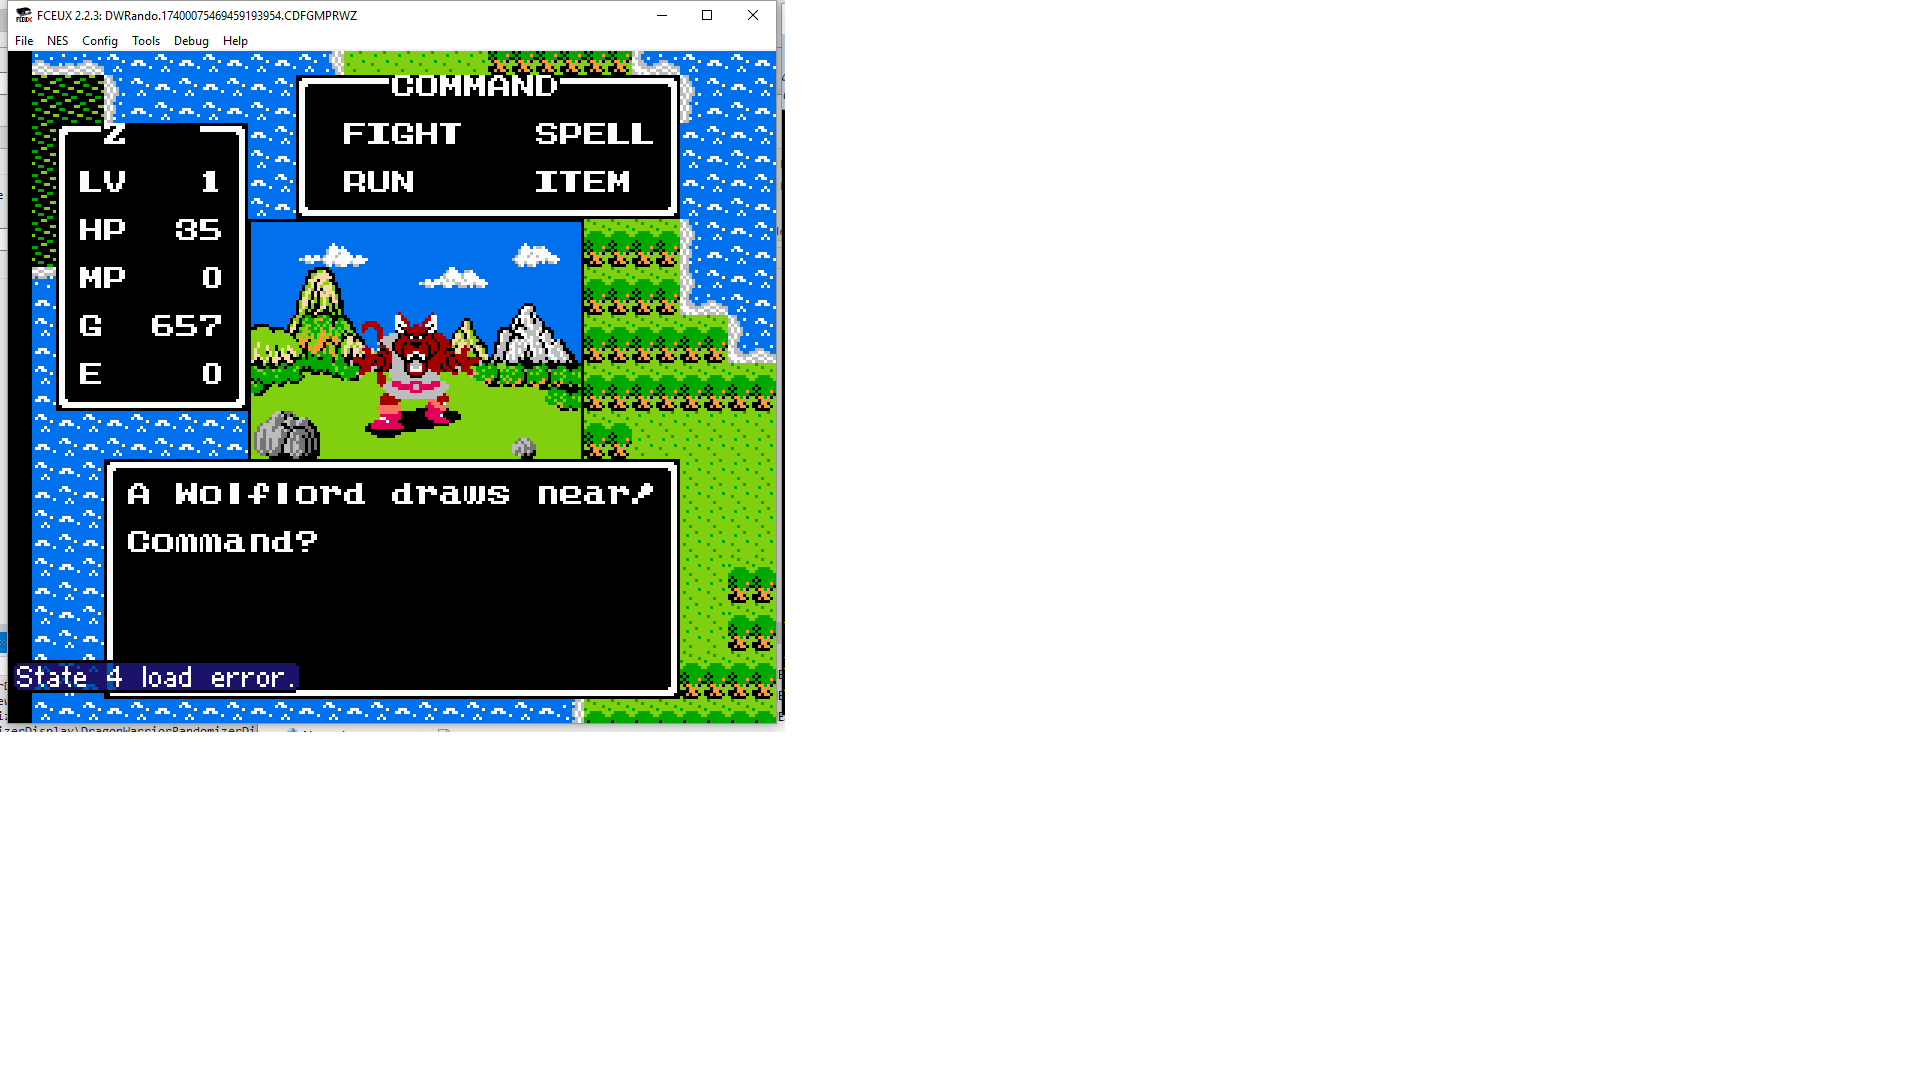 FCEUX 2.2.3: DWRando.17400075469459193954.CDFGMPRWZ
File NES Config Tools Debug Help
COMMAND
FIGHT SPELL
RUN ITEM
Z
LV 1
HP 35
MP 0
G 657
E 0
A Wolflord draws near!
Command?
State 4 load error.